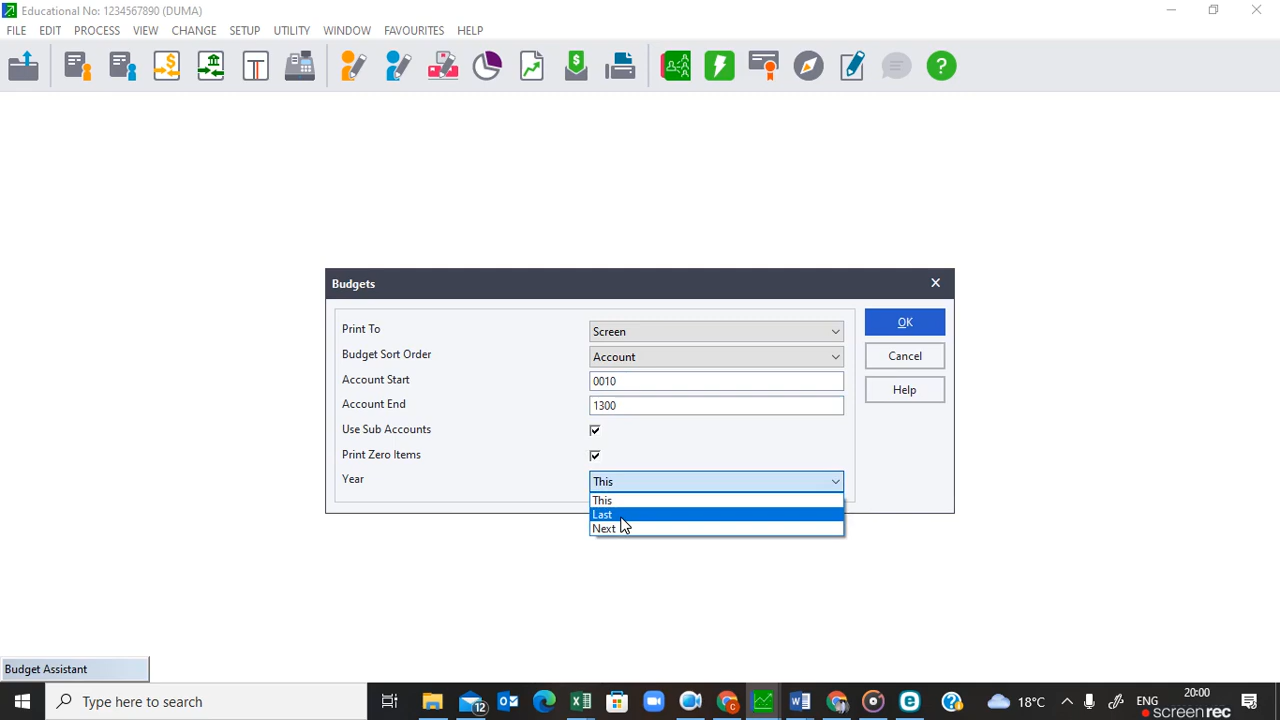 Educational No: 1234567890 (DUMA)
FILE EDIT PROCESS VIEW CHANGE SETUP UTILITY WINDOW FAVOURITES HELP
Budgets
Print To Screen
OK
Budget Sort Order Account
Cancel
Account Start 0010
Help
Account End 1300
Use Sub Accounts
Print Zero Items
Year This
This
Last
Next
Budget Assistant
Type here to search
12
18°C
ENG
20:00
screenrec